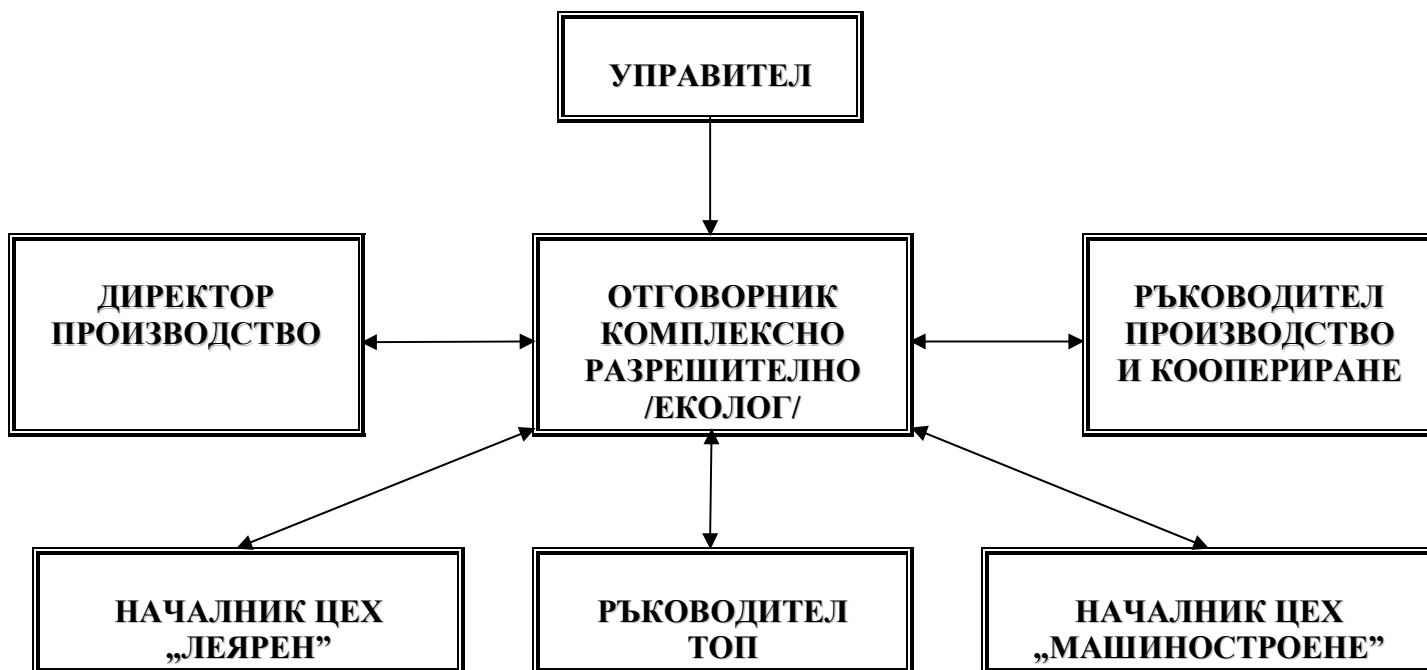 УПРАВИТЕЛ
ДИРЕКТОР
ПРОИЗВОДСТВО
ОТГОВОРНИК
КОМПЛЕКСНО
РАЗРЕШИТЕЛНО
/ЕКОЛОГ/
РЪКОВОДИТЕЛ
ПРОИЗВОДСТВО
И КООПЕРИРАНЕ
НАЧАЛНИК ЦЕХ
„ЛЕЯРЕН”
РЪКОВОДИТЕЛ
ТОП
НАЧАЛНИК ЦЕХ
„МАШИНОСТРОЕНЕ”